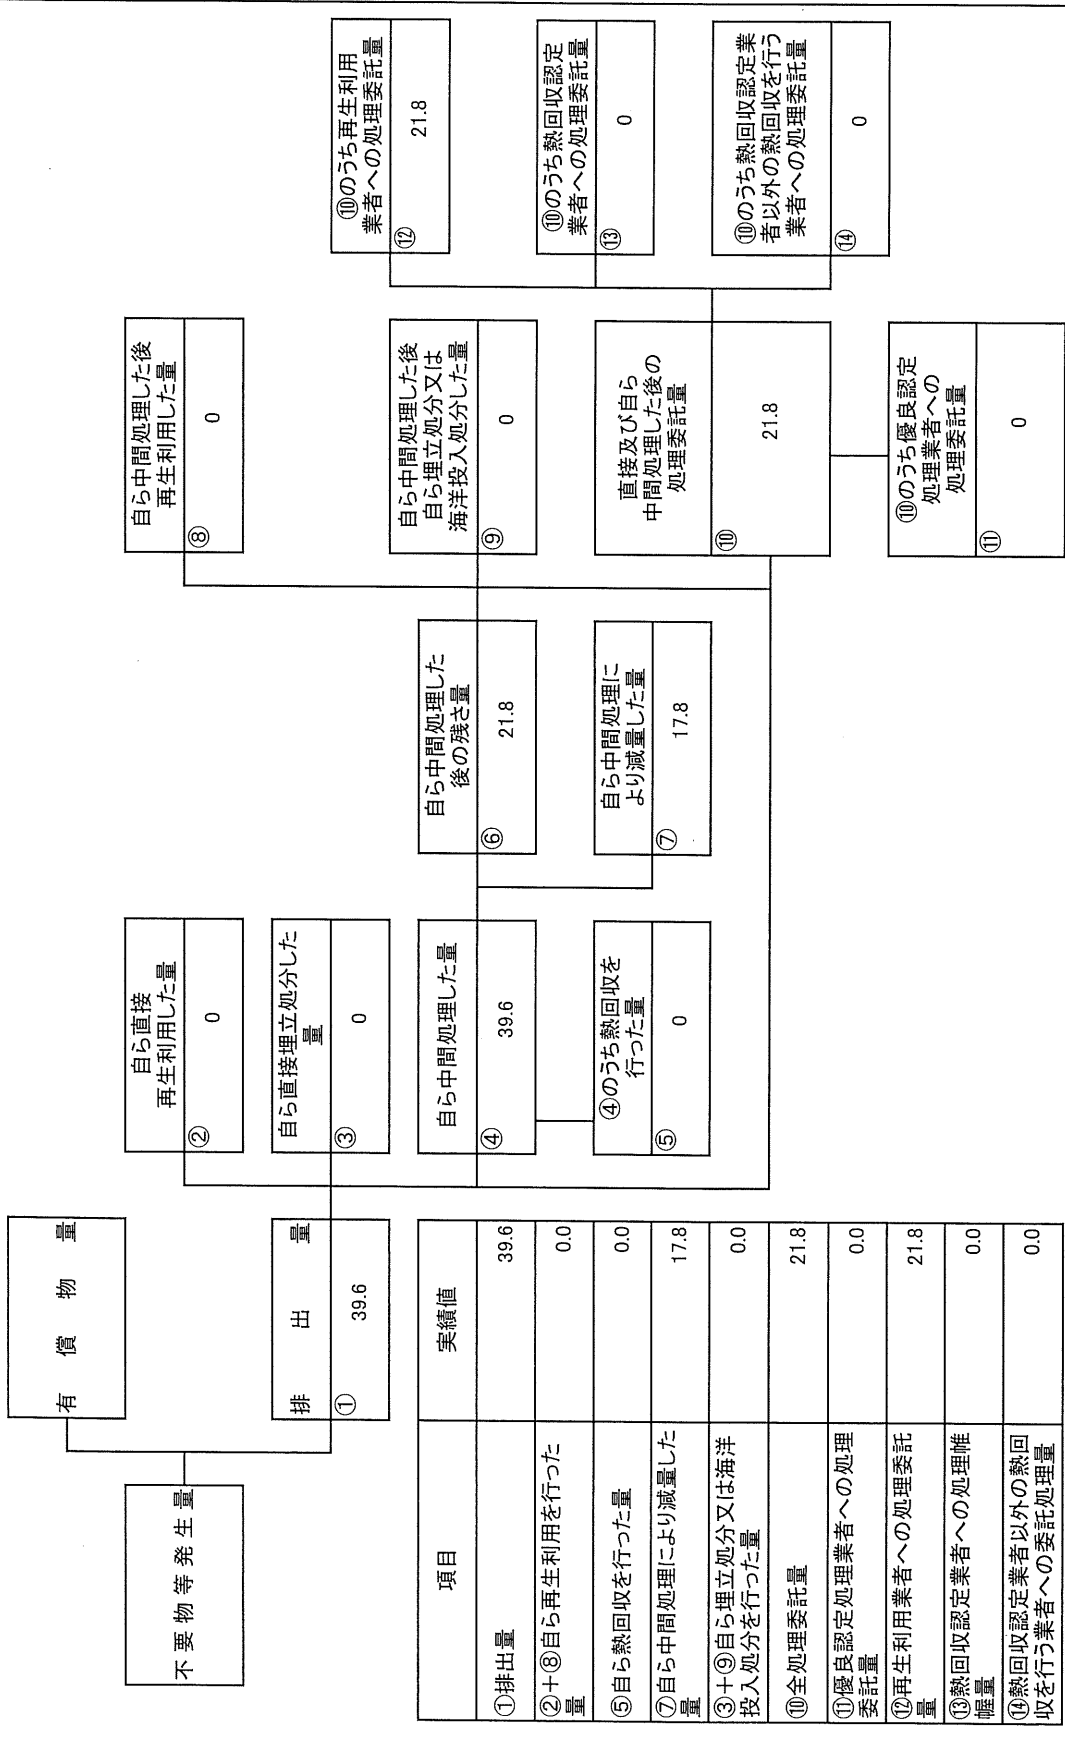 不要物等発生量
有償物量
排出量
①
39.6
自ら直接
再生利用した量
②
0
自ら直接埋立処分した
量
③
0
自ら中間処理した量
④
39.6
④のうち熱回収を
行った量
⑤
0
自ら中間処理した
後の残さ量
⑥
21.8
自ら中間処理に
より減量した量
⑦
17.8
自ら中間処理した後
再生利用した量
⑧
0
自ら中間処理した後
自ら埋立処分又は
海洋投入処分した量
⑨
0
直接及び自ら
中間処理した後の
処理委託量
⑩
21.8
⑩のうち優良認定
処理業者への
処理委託量
⑪
0
⑩のうち再生利用
業者への処理委託量
⑫
21.8
⑩のうち熱回収認定
業者への処理委託量
⑬
0
⑩のうち熱回収認定業
者以外の熱回収を行う
業者への処理委託量
⑭
0
項目 実績値
①排出量 39.6
②+⑧自ら再生利用を行った
量 0.0
⑤自ら熱回収を行った量 0.0
⑦自ら中間処理により減量した
量 17.8
③+⑨自ら埋立処分又は海洋
投入処分を行った量 0.0
⑩全処理委託量 21.8
⑪優良認定処理業者への処理
委託量 0.0
⑫再生利用業者への処理委託
量 21.8
⑬熱回収認定業者への処理帷
幄量 0.0
⑭熱回収認定業者以外の熱回
収を行う業者への委託処理量 0.0